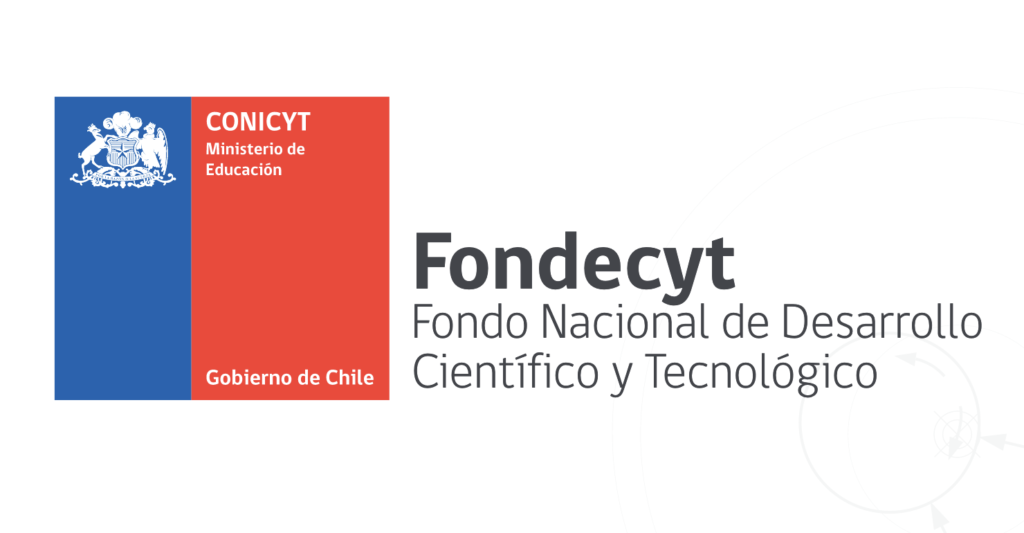 CONICYT
Ministerio de
Educación
Gobierno de Chile
Fondecyt
Fondo Nacional de Desarrollo
Científico y Tecnológico